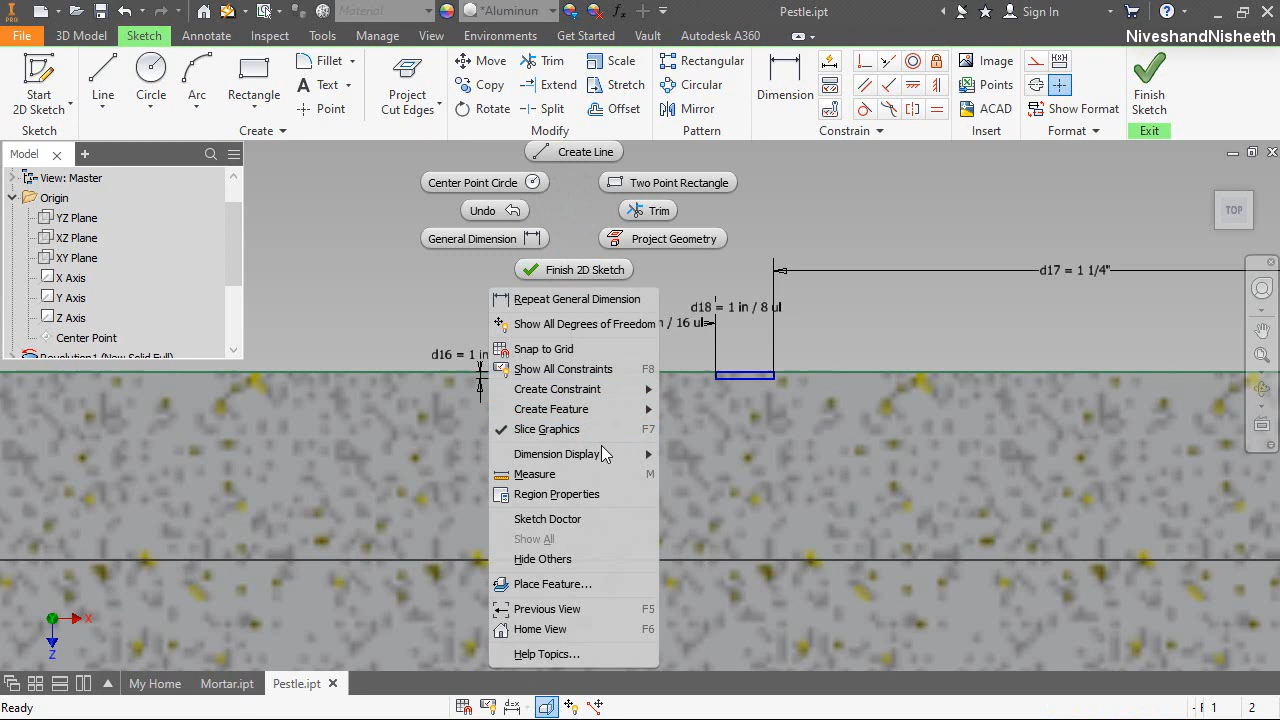 PRO
Material
*Aluminun
Pestle.ipt
Sign In
File
3D Model
Sketch
Annotate
Inspect
Tools
Manage
View
Environments
Get Started
Vault
Autodesk A360
NiveshandNisheeth
Start
2D Sketch
Line
Circle
Arc
Rectangle
Fillet
Text
Point
Project
Cut Edges
Move
Copy
Rotate
Trim
Extend
Split
Scale
Stretch
Offset
Rectangular
Circular
Mirror
Dimension
Image
Points
ACAD
Show Format
Finish
Sketch
Sketch
Create
Modify
Pattern
Constrain
Insert
Format
Exit
Model
View: Master
Origin
YZ Plane
XZ Plane
XY Plane
X Axis
Y Axis
Z Axis
Center Point
Revolution1 (New Solid Full)
Create Line
Center Point Circle
Two Point Rectangle
Undo
Trim
General Dimension
Project Geometry
Finish 2D Sketch
TOP
d17 = 1 1/4"
d18 = 1 in / 8 ul
n / 16 ul
d16 = 1 in
Repeat General Dimension
Show All Degrees of Freedom
Snap to Grid
Show All Constraints F8
Create Constraint
Create Feature
Slice Graphics F7
Dimension Display
Measure M
Region Properties
Sketch Doctor
Show All
Hide Others
Place Feature...
Previous View F5
Home View F6
Help Topics...
X
Z
My Home
Mortar.ipt
Pestle.ipt
Ready
1 2